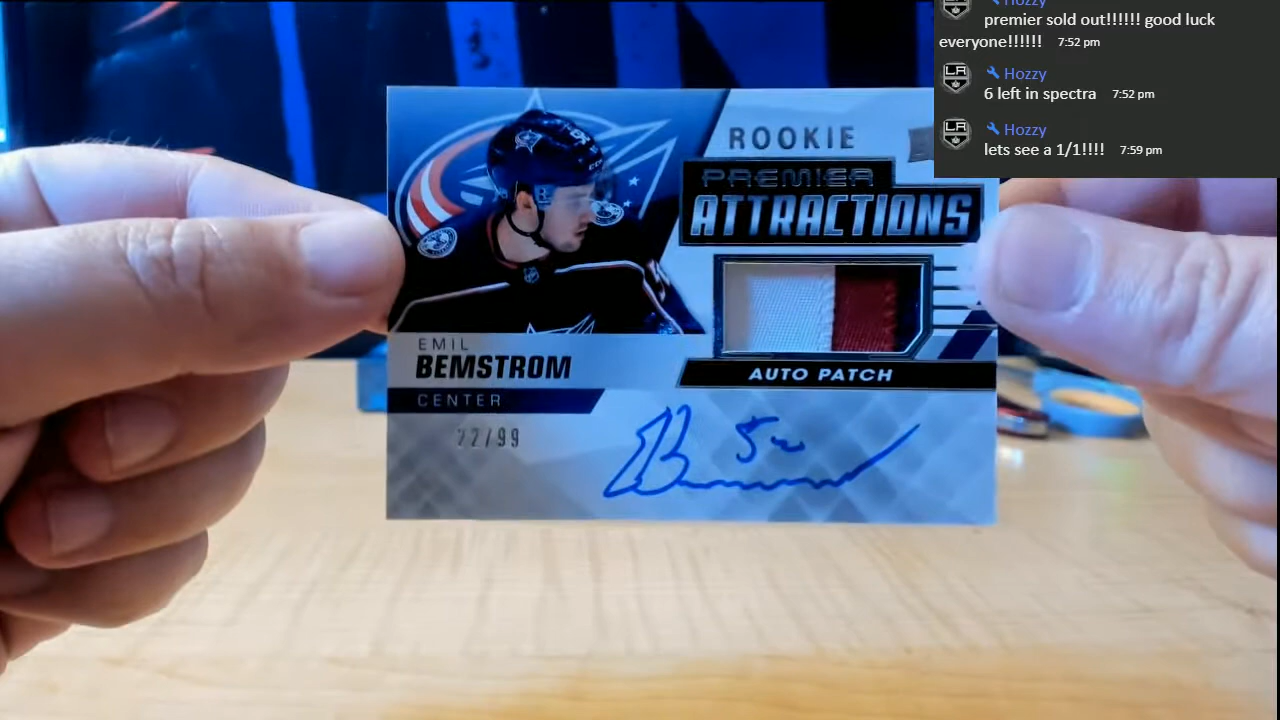 Hozzy
premier sold out!!!!!! good luck
everyone!!!!!! 7:52 pm
Hozzy
6 left in spectra 7:52 pm
Hozzy
lets see a 1/1!!!! 7:59 pm
ROOKIE
PREMIER
ATTRACTIONS
EMIL
BEMSTROM
AUTO PATCH
CENTER
22/99
52